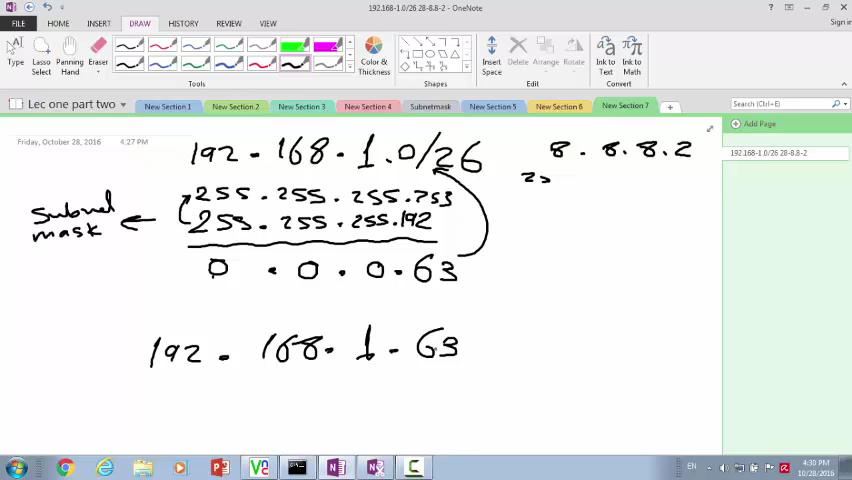 192.168-1.0/26 28-8.8-2 - OneNote
FILE HOME INSERT DRAW HISTORY REVIEW VIEW
Sign in
Type
Lasso Select
Panning Hand
Eraser
Color & Thickness
Insert Space
Delete
Arrange
Rotate
Ink to Text
Ink to Math
Tools
Shapes
Edit
Convert
Lec one part two
New Section 1
New Section 2
New Section 3
New Section 4
Subnetmask
New Section 5
New Section 6
New Section 7
Search (Ctrl+E)
Add Page
192.168-1.0/26 28-8.8-2
Friday, October 28, 2016 4:27 PM
192 . 168 . 1 . 0/26
8 . 8 . 8 . 2
255 . 255 . 255 . 253
25
Subnet mask
255 . 255 . 255 . 192
0 . 0 . 0 . 63
192 . 168 . 1 . 63
EN
4:30 PM
10/28/2016